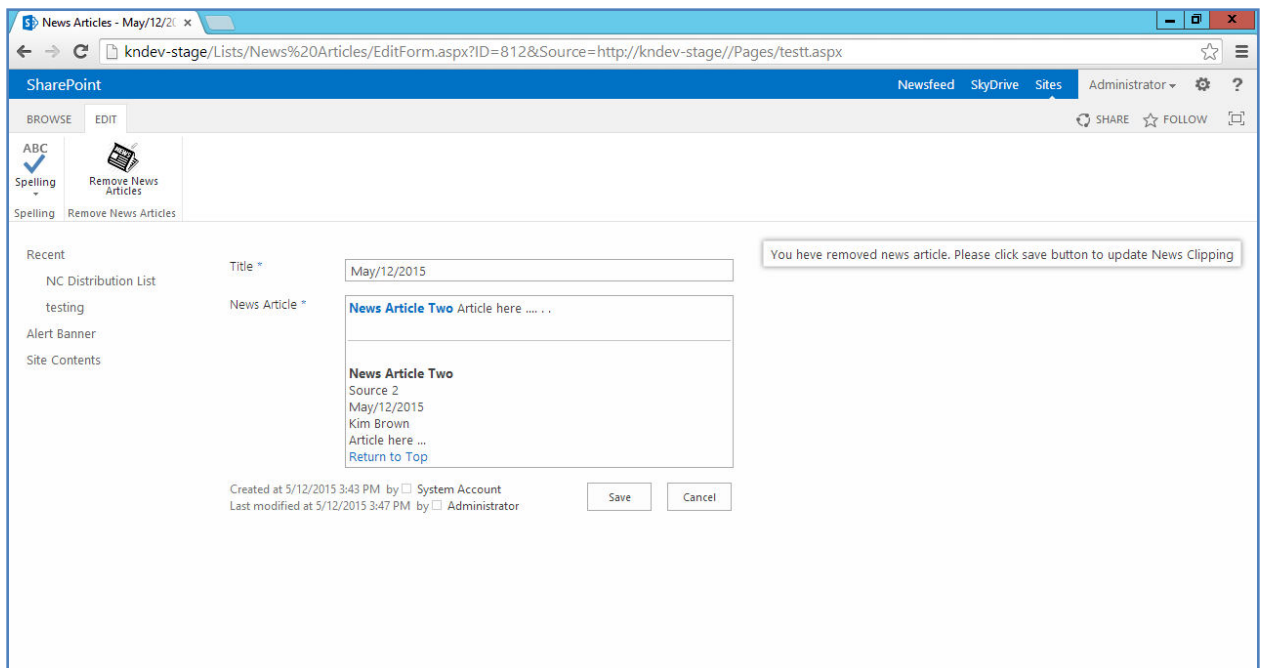 News Articles - May/12/20
kndev-stage/Lists/News%20Articles/EditForm.aspx?ID=812&Source=http://kndev-stage//Pages/testt.aspx
SharePoint
Newsfeed SkyDrive Sites Administrator ?
BROWSE EDIT
SHARE FOLLOW
ABC
NEWS
Spelling
Remove News
Articles
Spelling Remove News Articles
You heve removed news article. Please click save button to update News Clipping
Recent
NC Distribution List
testing
Alert Banner
Site Contents
Title * May/12/2015
News Article * News Article Two Article here .... . .
News Article Two
Source 2
May/12/2015
Kim Brown
Article here ...
Return to Top
Created at 5/12/2015 3:43 PM by System Account
Last modified at 5/12/2015 3:47 PM by Administrator
Save Cancel